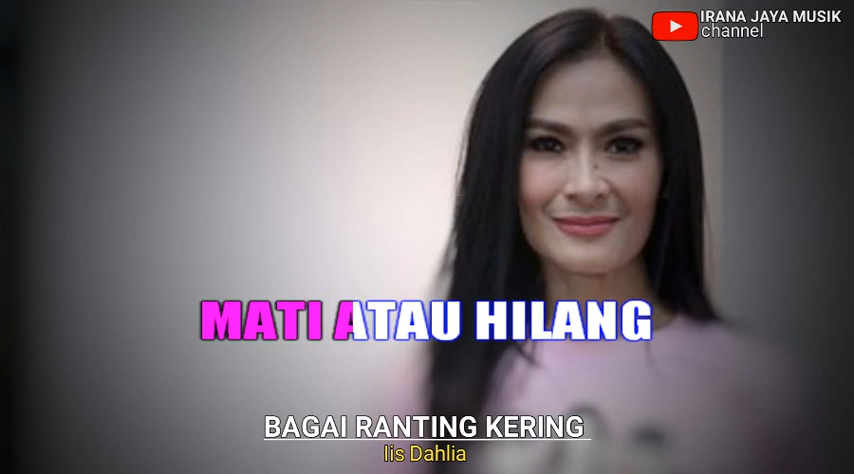 IRANA JAYA MUSIK
channel
MATI ATAU HILANG
BAGAI RANTING KERING
Iis Dahlia